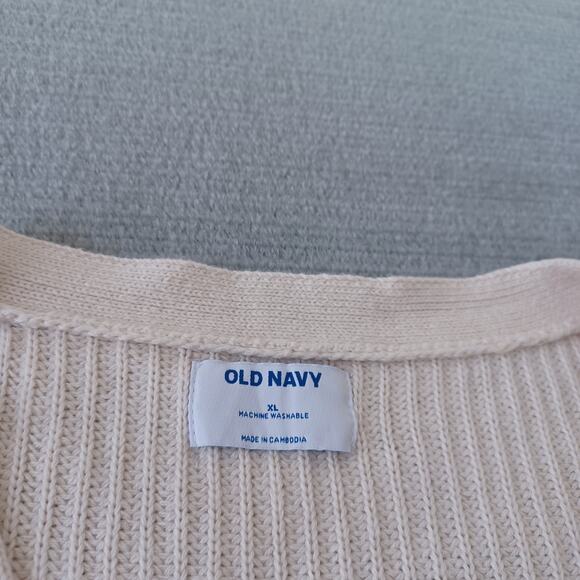 OLD NAVY
XL
MACHINE WASHABLE
MADE IN CAMBODIA